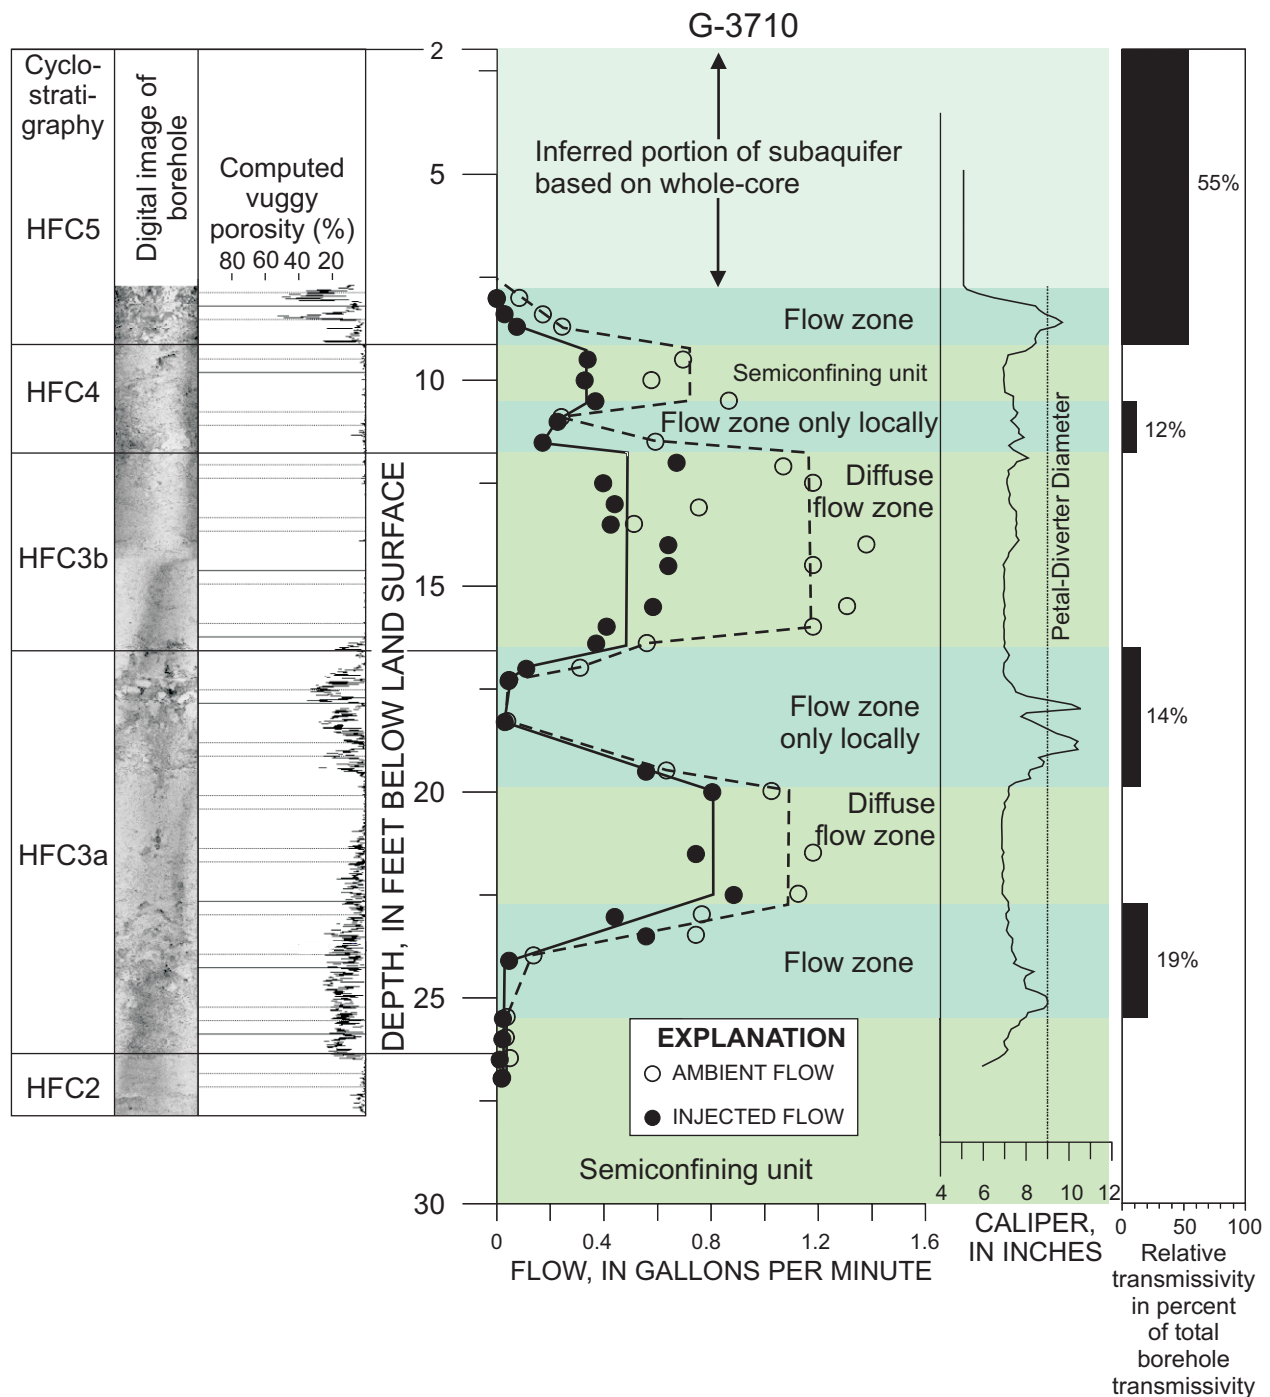 G-3710
Cyclo-
strati-
graphy
HFC5
HFC4
HFC3b
HFC3a
HFC2
Digital image of
borehole
Computed
vuggy
porosity (%)
80 60 40 20
DEPTH, IN FEET BELOW LAND SURFACE
2
5
10
15
20
25
30
Inferred portion of subaquifer
based on whole-core
Flow zone
Semiconfining unit
Flow zone only locally
Diffuse
flow zone
Flow zone
only locally
Diffuse
flow zone
Flow zone
EXPLANATION
AMBIENT FLOW
INJECTED FLOW
Semiconfining unit
0 0.4 0.8 1.2 1.6
FLOW, IN GALLONS PER MINUTE
Petal-Diverter Diameter
4 6 8 10 12
CALIPER,
IN INCHES
55%
12%
14%
19%
0 50 100
Relative
transmissivity
in percent
of total
borehole
transmissivity